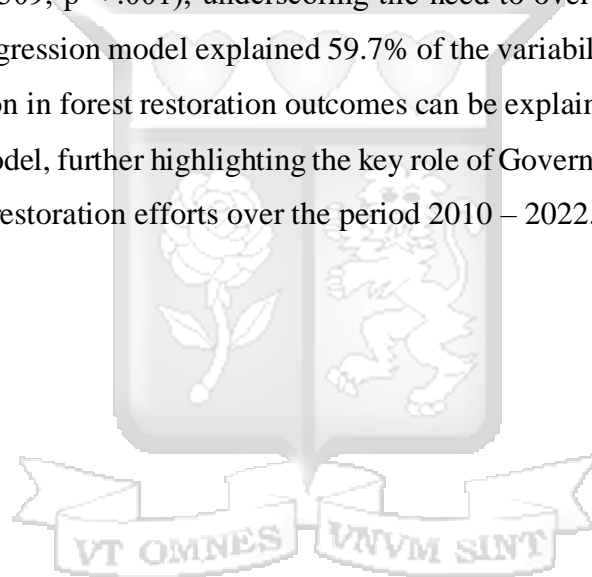 509, p < .001), underscoring the need to over
gression model explained 59.7% of the variabil
on in forest restoration outcomes can be explain
odel, further highlighting the key role of Govern
restoration efforts over the period 2010 – 2022.
VT OMNES VNVM SINT